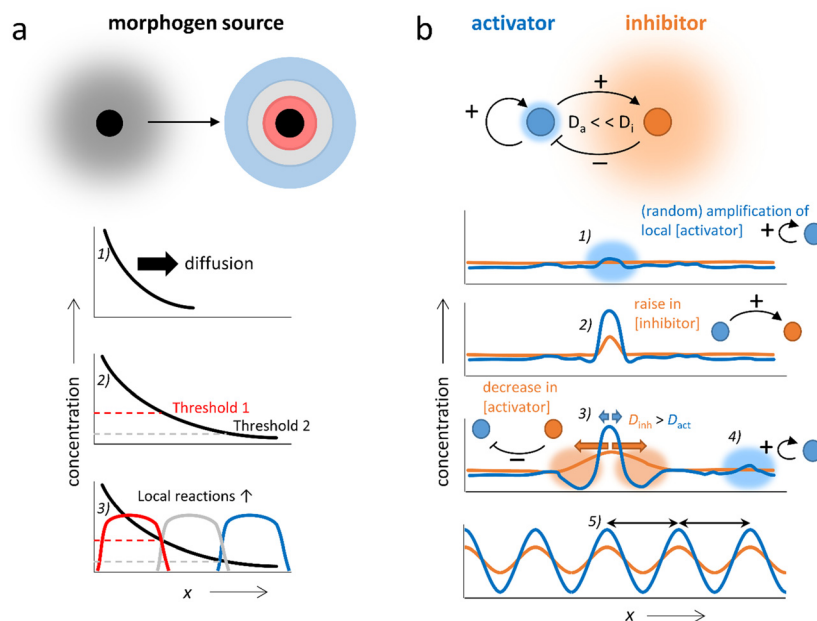 a
morphogen source
1)
diffusion
2)
Threshold 1
Threshold 2
3)
Local reactions ↑
concentration
x
b
activator
inhibitor
+
+
Da << Di
−
(random) amplification of
local [activator]
1)
+
raise in
[inhibitor]
2)
+
decrease in
[activator]
−
3)
Dinh > Dact
4)
+
5)
concentration
x